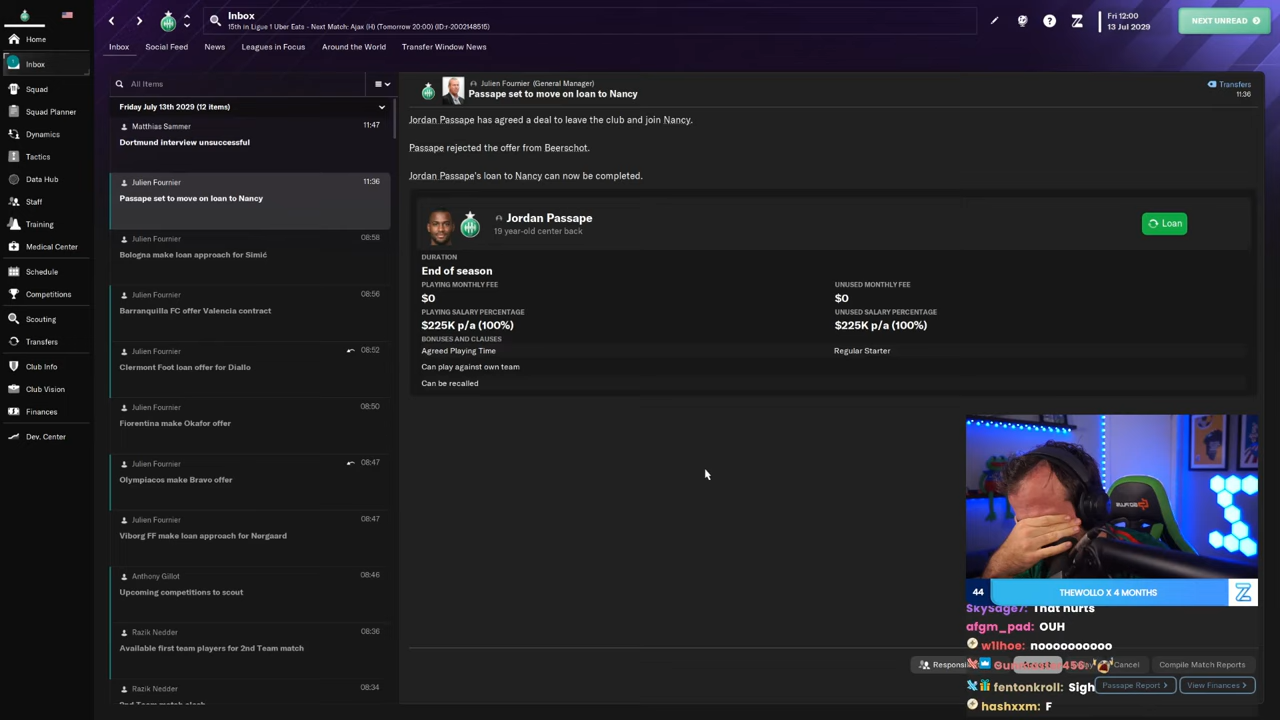 Inbox
15th in Ligue 1 Uber Eats - Next Match: Ajax (H) (Tomorrow 20:00) (ID:r-2002148515)
Fri 12:00
13 Jul 2029
NEXT UNREAD
Home
Inbox
Squad
Squad Planner
Dynamics
Tactics
Data Hub
Staff
Training
Medical Center
Schedule
Competitions
Scouting
Transfers
Club Info
Club Vision
Finances
Dev. Center
Inbox
Social Feed
News
Leagues in Focus
Around the World
Transfer Window News
All Items
Friday July 13th 2029 (12 items)
Matthias Sammer 11:47
Dortmund interview unsuccessful
Julien Fournier 11:36
Passape set to move on loan to Nancy
Julien Fournier 08:58
Bologna make loan approach for Simić
Julien Fournier 08:56
Barranquilla FC offer Valencia contract
Julien Fournier 08:52
Clermont Foot loan offer for Diallo
Julien Fournier 08:50
Fiorentina make Okafor offer
Julien Fournier 08:47
Olympiacos make Bravo offer
Julien Fournier 08:47
Viborg FF make loan approach for Nørgaard
Anthony Gillot 08:46
Upcoming competitions to scout
Razik Nedder 08:36
Available first team players for 2nd Team match
Razik Nedder 08:34
Julien Fournier (General Manager)
Passape set to move on loan to Nancy
Transfers
11:36
Jordan Passape has agreed a deal to leave the club and join Nancy.
Passape rejected the offer from Beerschot.
Jordan Passape's loan to Nancy can now be completed.
Jordan Passape
19 year-old center back
Loan
DURATION
End of season
PLAYING MONTHLY FEE
$0
UNUSED MONTHLY FEE
$0
PLAYING SALARY PERCENTAGE
$225K p/a (100%)
UNUSED SALARY PERCENTAGE
$225K p/a (100%)
BONUSES AND CLAUSES
Agreed Playing Time
Regular Starter
Can play against own team
Can be recalled
44
THEWOLLO X 4 MONTHS
SkySage7: That hurts
afgm_pad: OUH
w1lhoe: noooooooooo
Cancel
Compile Match Reports
fentonkroll: Sigh
Passape Report
View Finances
hashxxm: F